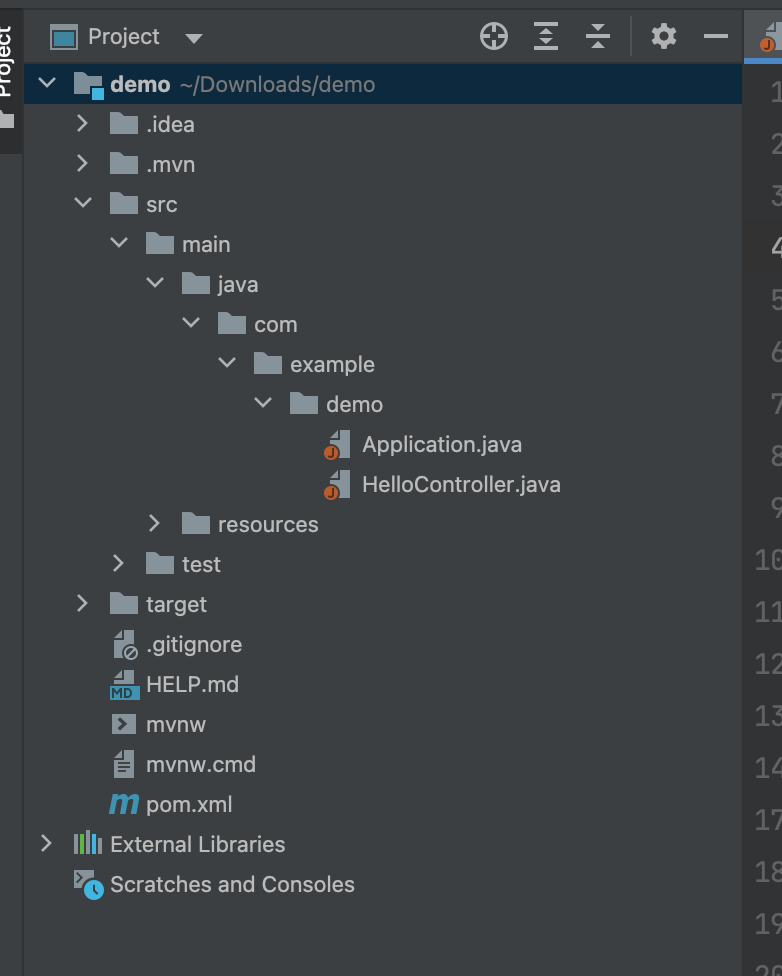 Project
Project
demo ~/Downloads/demo
.idea
.mvn
src
main
java
com
example
demo
Application.java
HelloController.java
resources
test
target
.gitignore
HELP.md
MD
mvnw
mvnw.cmd
m pom.xml
External Libraries
Scratches and Consoles
1
2
3
4
5
6
7
8
9
10
11
12
13
14
17
18
19
20